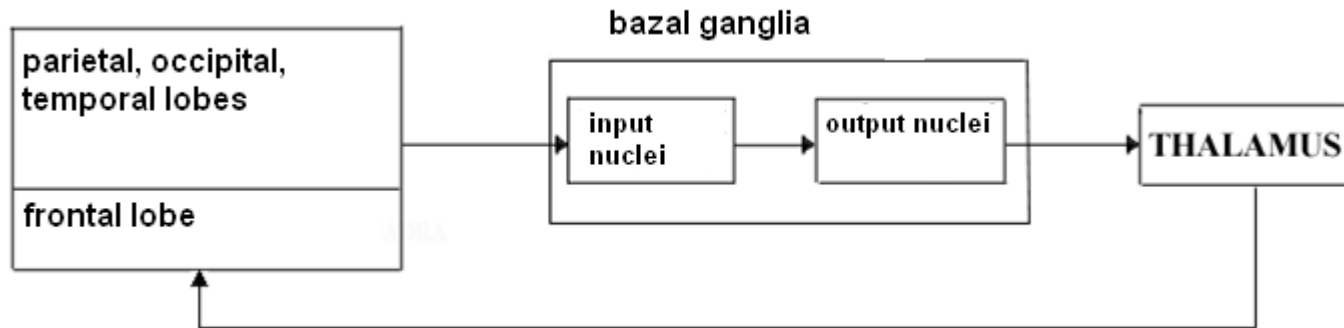 bazal ganglia
parietal, occipital,
temporal lobes
input
nuclei
output nuclei
THALAMUS
frontal lobe